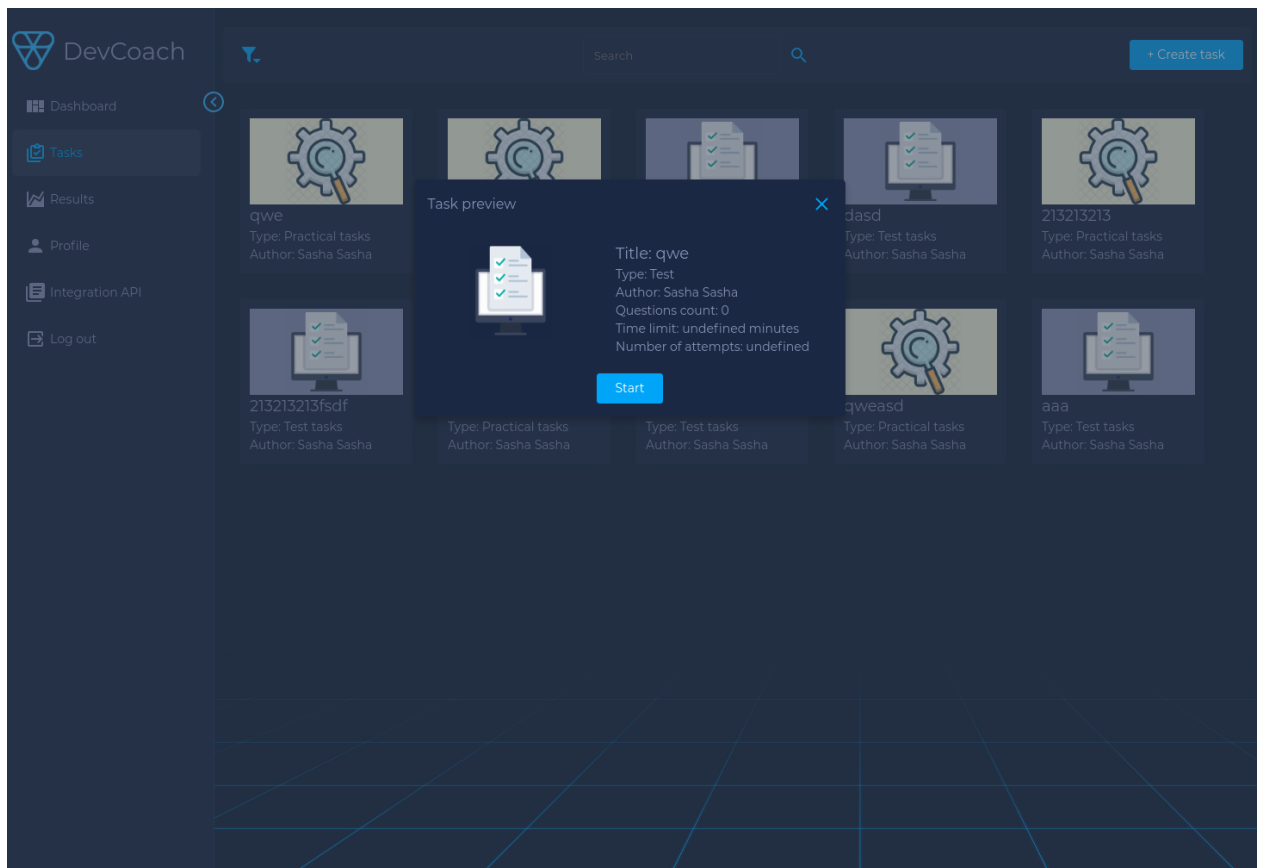 DevCoach
Search
+ Create task
Dashboard
Tasks
Results
Profile
Integration API
Log out
qwe
Type: Practical tasks
Author: Sasha Sasha
dasd
Type: Test tasks
Author: Sasha Sasha
213213213
Type: Practical tasks
Author: Sasha Sasha
Task preview
Title: qwe
Type: Test
Author: Sasha Sasha
Questions count: 0
Time limit: undefined minutes
Number of attempts: undefined
Start
213213213fsdf
Type: Test tasks
Author: Sasha Sasha
Type: Practical tasks
Author: Sasha Sasha
Type: Test tasks
Author: Sasha Sasha
qweasd
Type: Practical tasks
Author: Sasha Sasha
aaa
Type: Test tasks
Author: Sasha Sasha